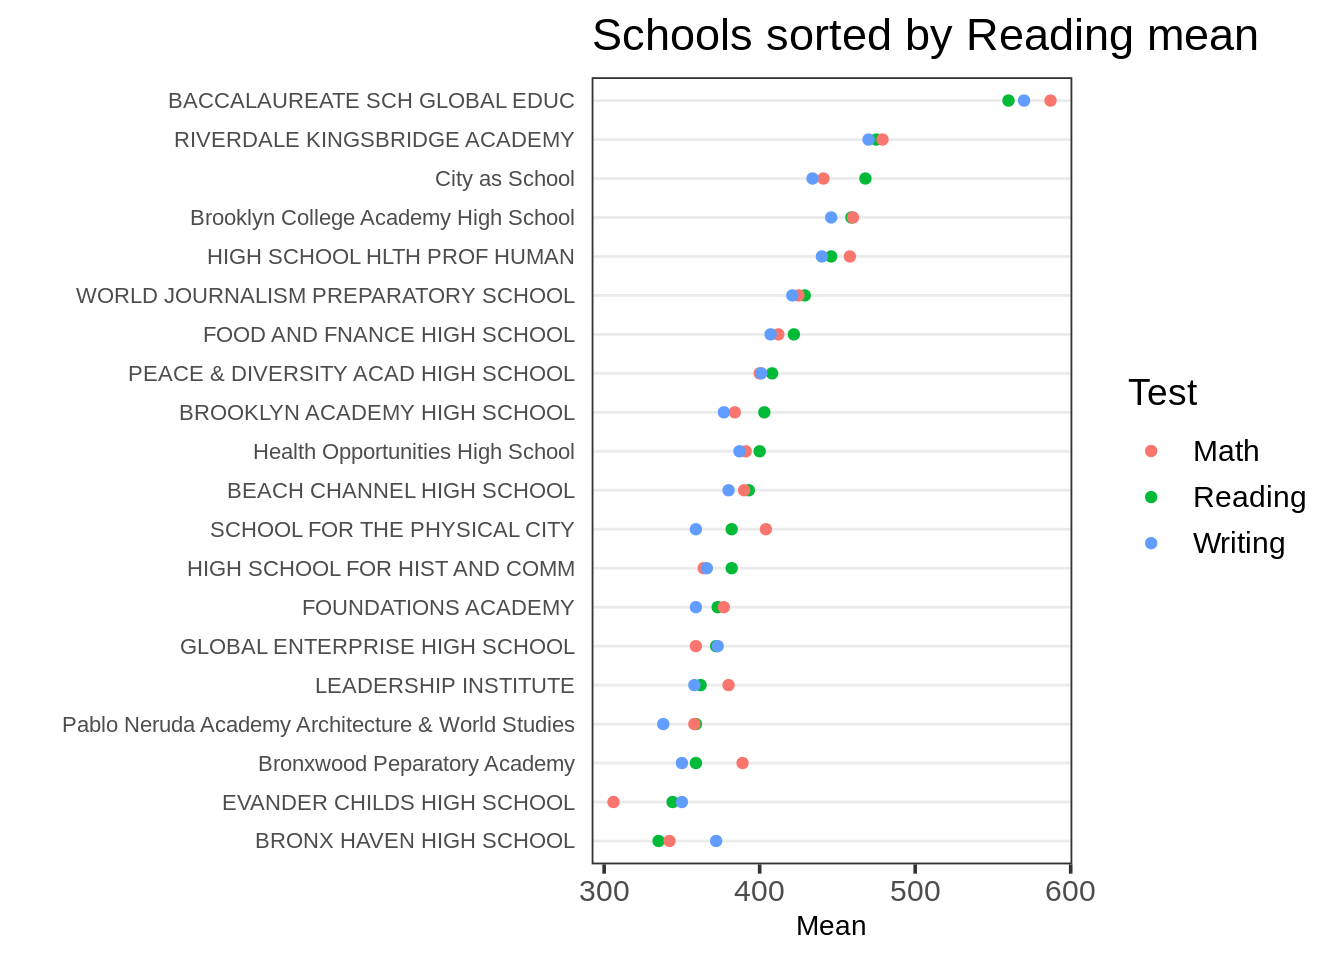 Schools sorted by Reading mean
BACCALAUREATE SCH GLOBAL EDUC
RIVERDALE KINGSBRIDGE ACADEMY
City as School
Brooklyn College Academy High School
HIGH SCHOOL HLTH PROF HUMAN
WORLD JOURNALISM PREPARATORY SCHOOL
FOOD AND FNANCE HIGH SCHOOL
PEACE & DIVERSITY ACAD HIGH SCHOOL
BROOKLYN ACADEMY HIGH SCHOOL
Health Opportunities High School
BEACH CHANNEL HIGH SCHOOL
SCHOOL FOR THE PHYSICAL CITY
HIGH SCHOOL FOR HIST AND COMM
FOUNDATIONS ACADEMY
GLOBAL ENTERPRISE HIGH SCHOOL
LEADERSHIP INSTITUTE
Pablo Neruda Academy Architecture & World Studies
Bronxwood Peparatory Academy
EVANDER CHILDS HIGH SCHOOL
BRONX HAVEN HIGH SCHOOL
300 400 500 600
Mean
Test
Math
Reading
Writing